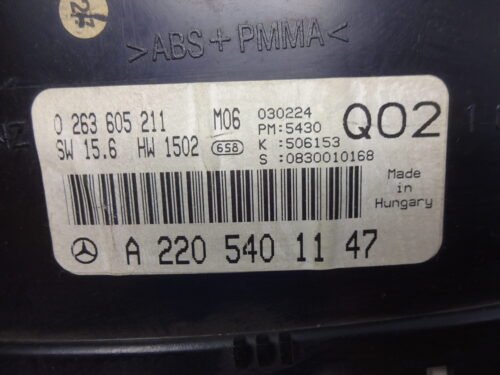 >ABS+PMMA<
0 263 605 211 M06 030224 Q02
PM:5430
SW 15.6 HW 1502 658 K :506153
S :0830010168
Made
in
Hungary
A 220 540 11 47